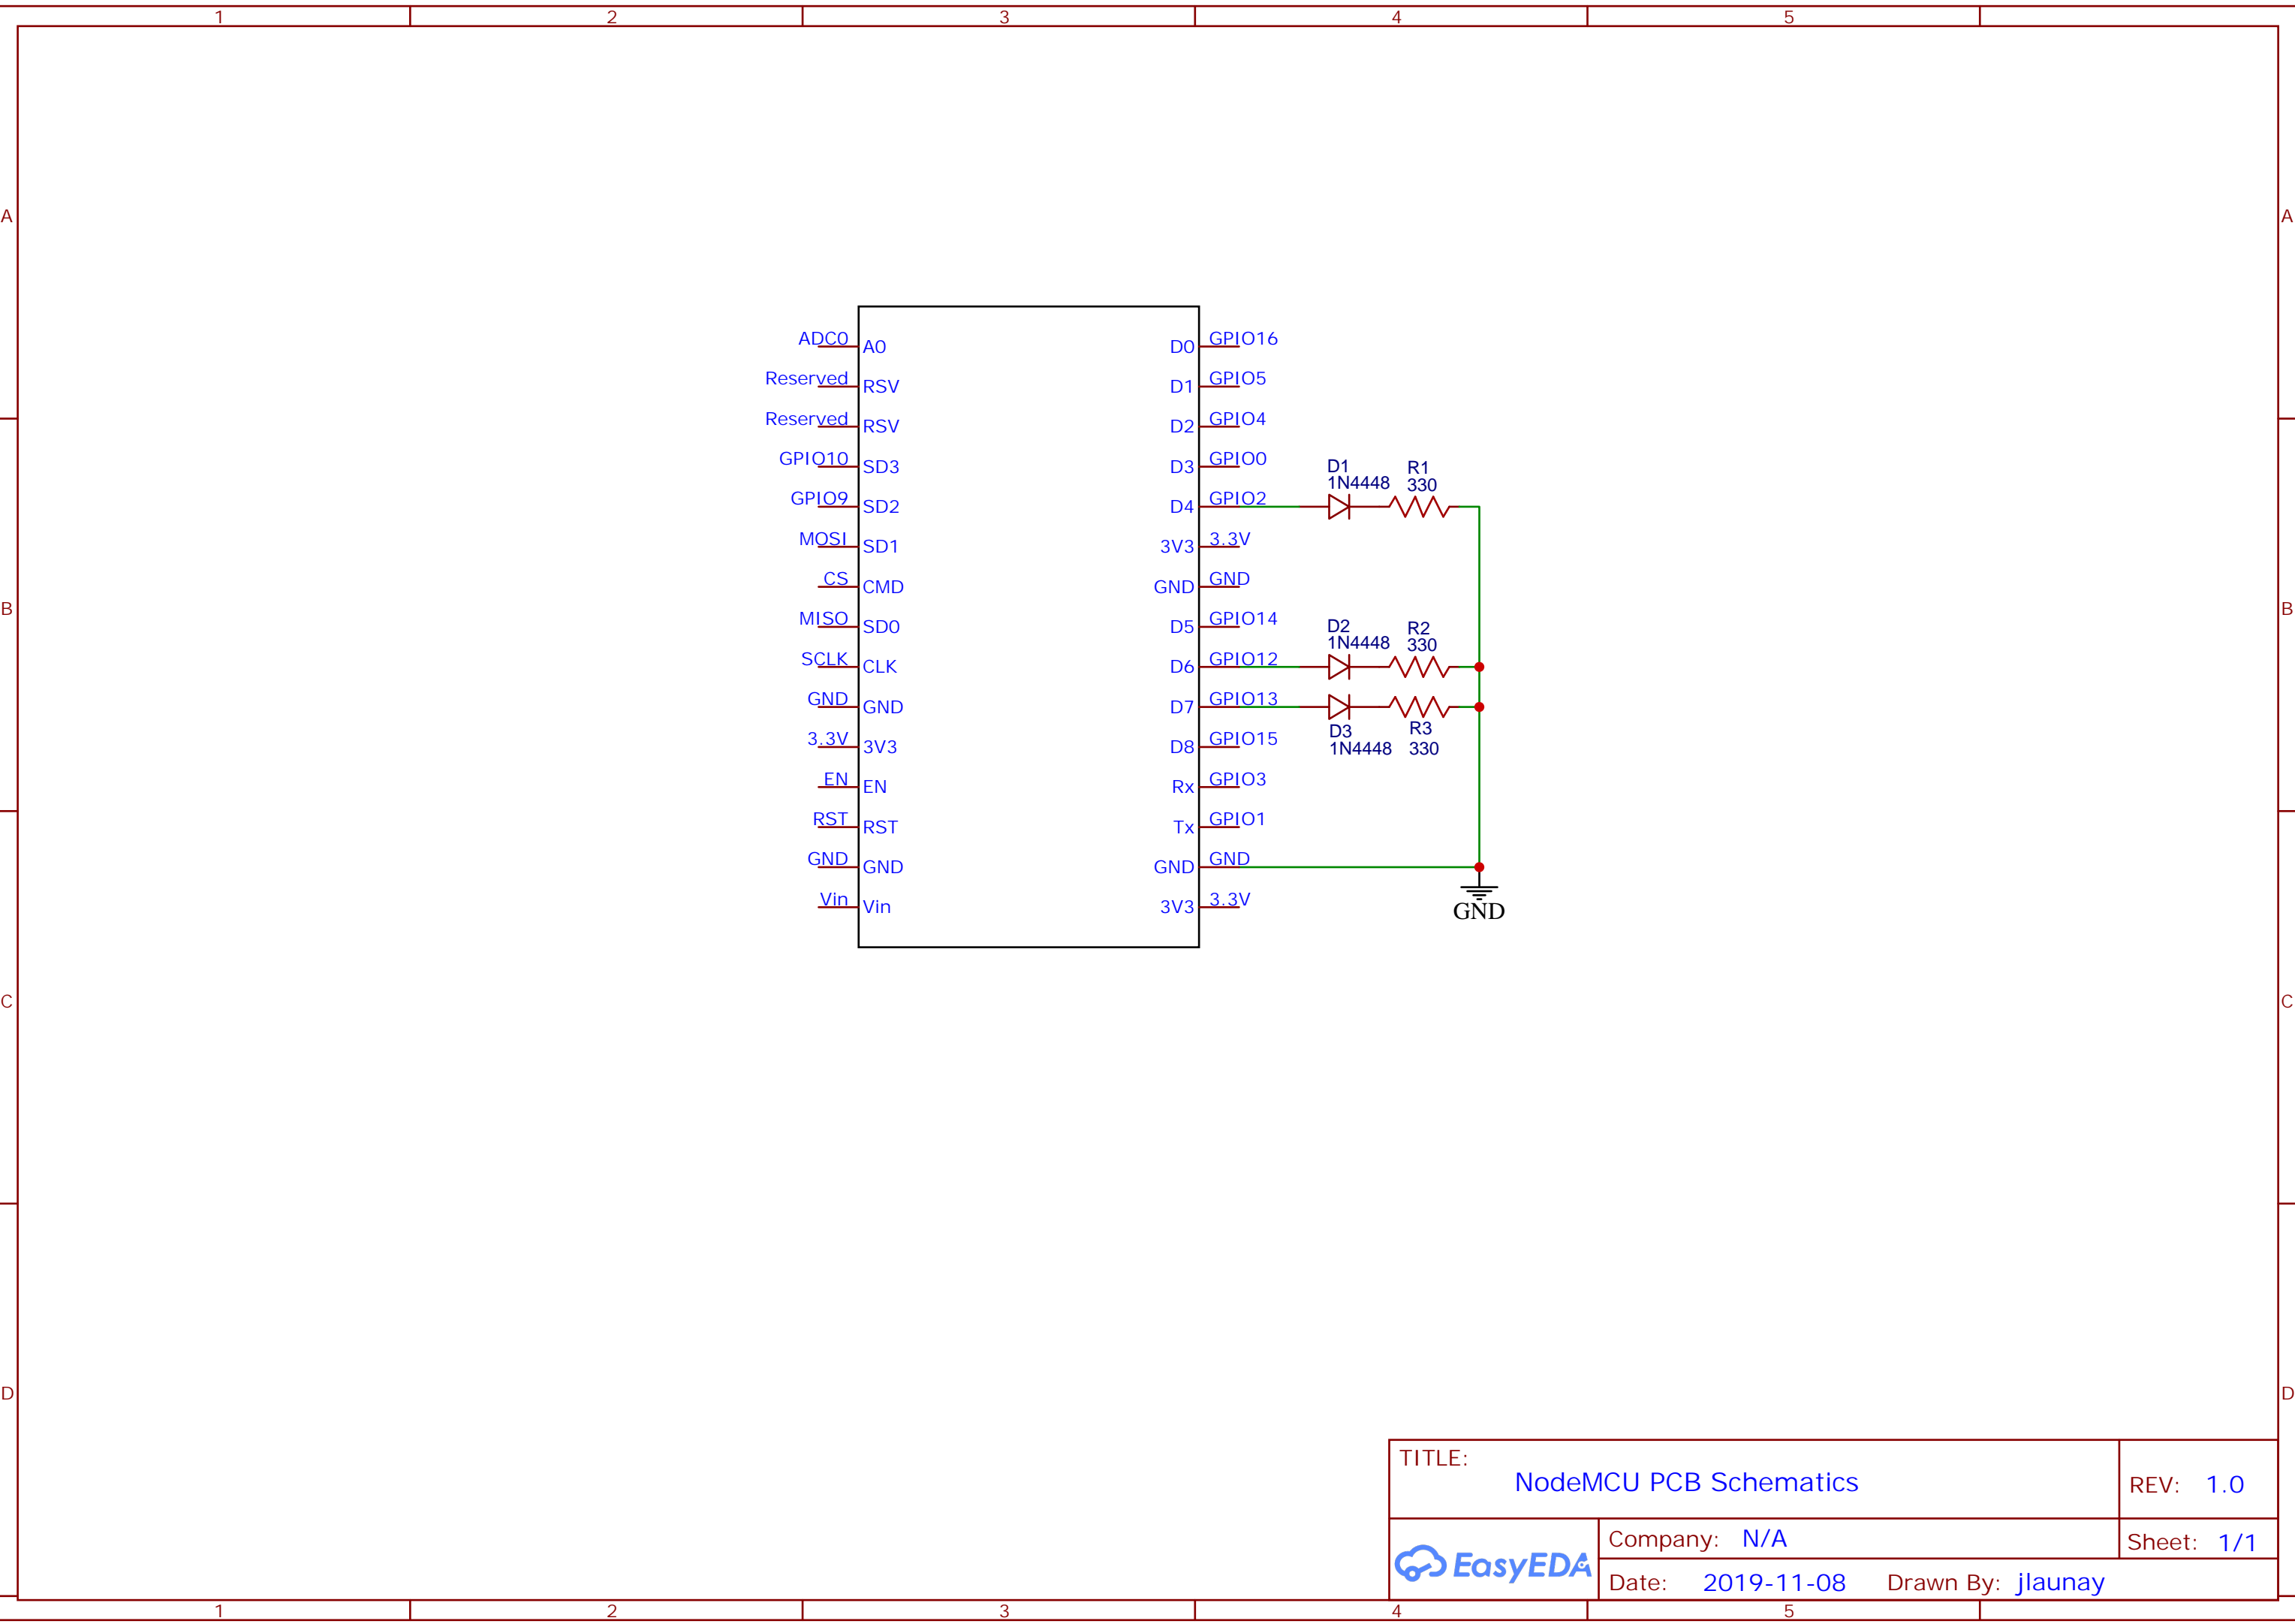 1 2 3 4 5
A A
ADC0 A0 D0 GPIO16
Reserved RSV D1 GPIO5
Reserved RSV D2 GPIO4
GPIO10 SD3 D3 GPIO0
D1 R1
1N4448 330
GPIO9 SD2 D4 GPIO2
MOSI SD1 3V3 3.3V
CS CMD GND GND
B B
MISO SD0 D5 GPIO14
D2 R2
1N4448 330
SCLK CLK D6 GPIO12
GND GND D7 GPIO13
D3 R3
1N4448 330
3.3V 3V3 D8 GPIO15
EN EN Rx GPIO3
RST RST Tx GPIO1
GND GND GND GND
Vin Vin 3V3 3.3V
GND
C C
D D
TITLE:
NodeMCU PCB Schematics
REV: 1.0
EasyEDA
Company: N/A
Sheet: 1/1
Date: 2019-11-08 Drawn By: jlaunay
1 2 3 4 5